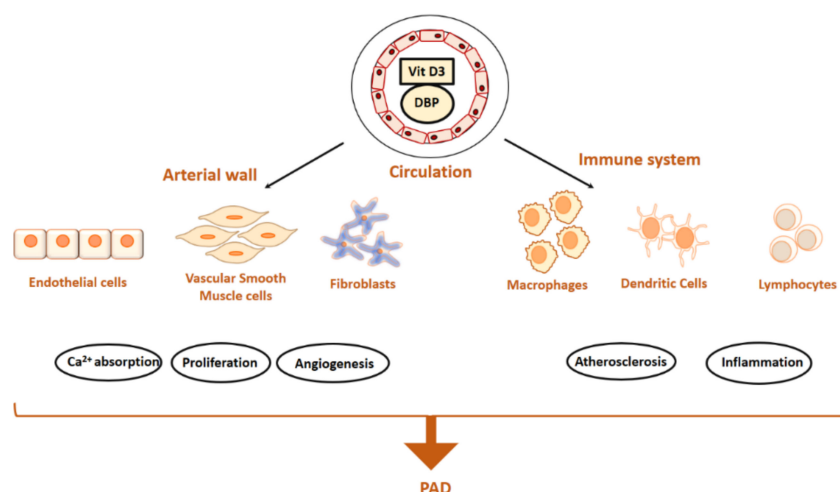 Vit D3
DBP
Circulation
Arterial wall
Immune system
Endothelial cells
Vascular Smooth
Muscle cells
Fibroblasts
Macrophages
Dendritic Cells
Lymphocytes
Ca²⁺ absorption
Proliferation
Angiogenesis
Atherosclerosis
Inflammation
PAD